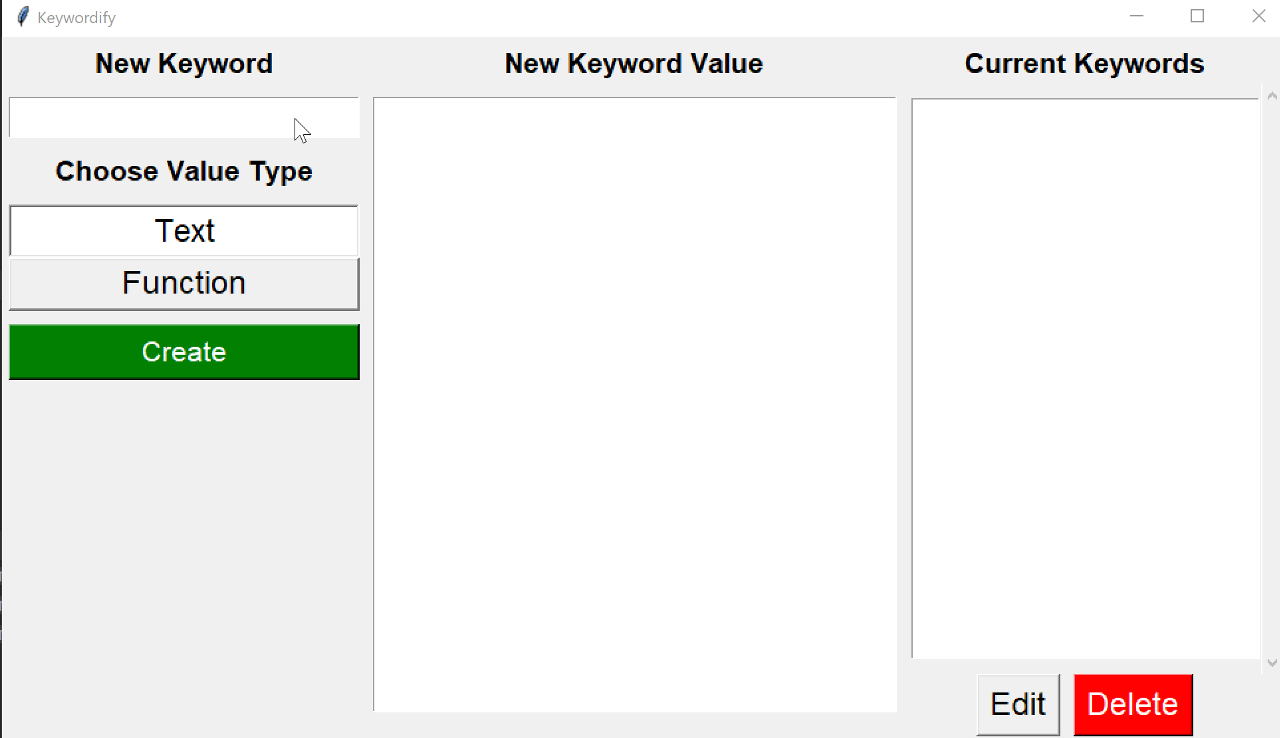 Keywordify
New Keyword
New Keyword Value
Current Keywords
Choose Value Type
Text
Function
Create
Edit
Delete